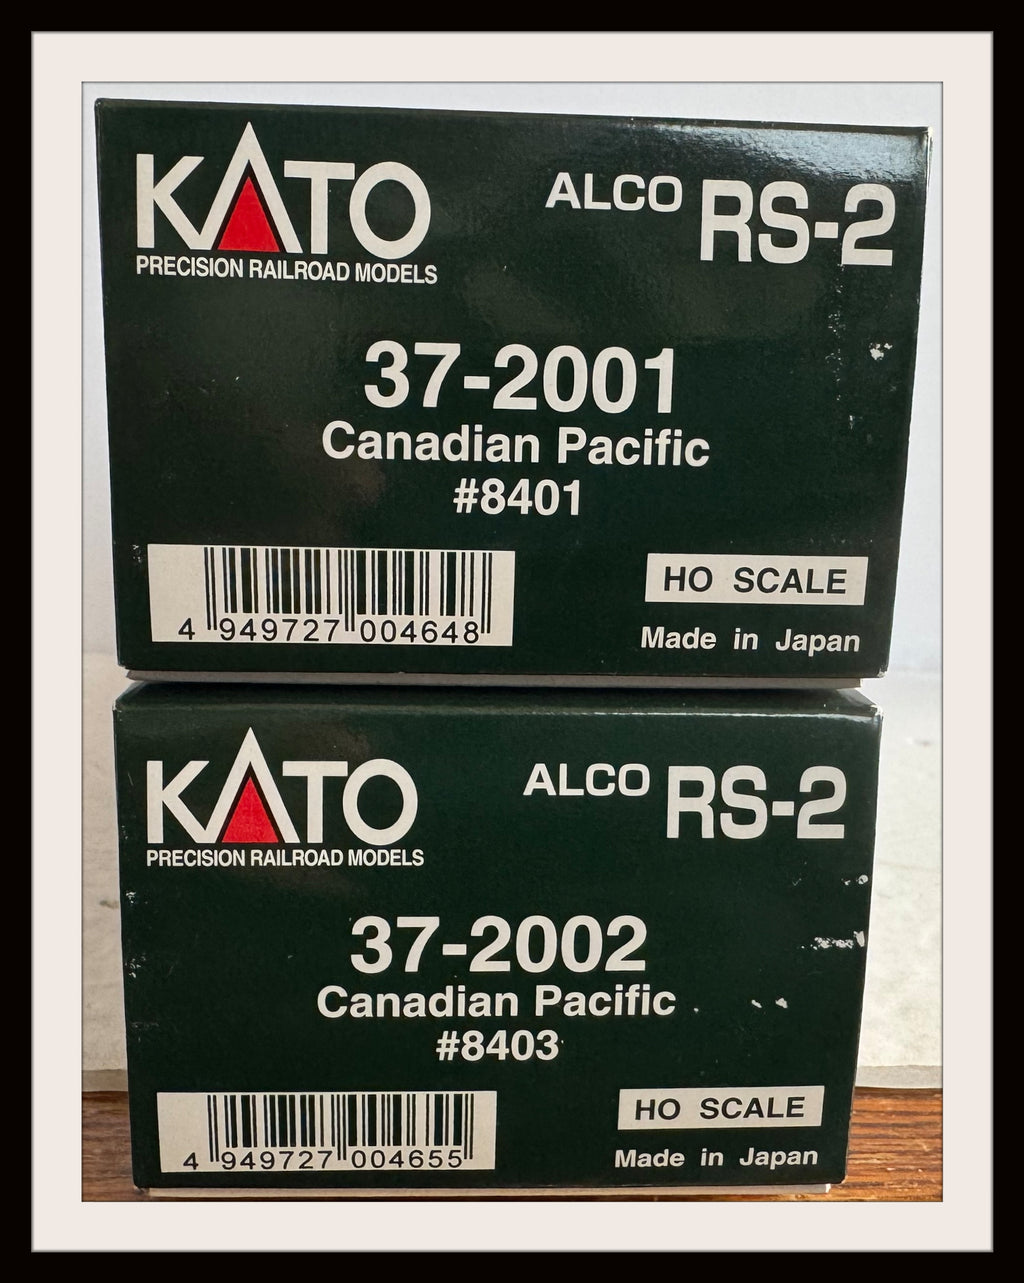 KATO
PRECISION RAILROAD MODELS
ALCO RS-2
37-2001
Canadian Pacific
#8401
4 949727 004648
HO SCALE
Made in Japan
KATO
PRECISION RAILROAD MODELS
ALCO RS-2
37-2002
Canadian Pacific
#8403
4 949727 004655
HO SCALE
Made in Japan